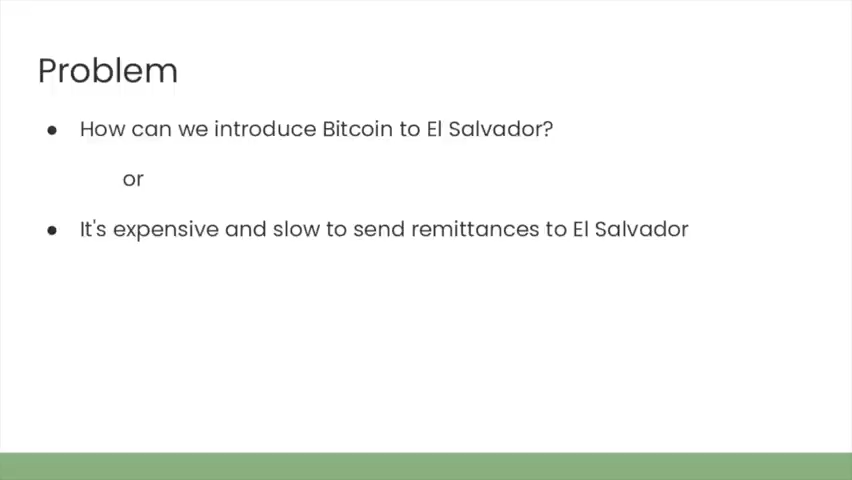 Problem
● How can we introduce Bitcoin to El Salvador?
or
● It's expensive and slow to send remittances to El Salvador